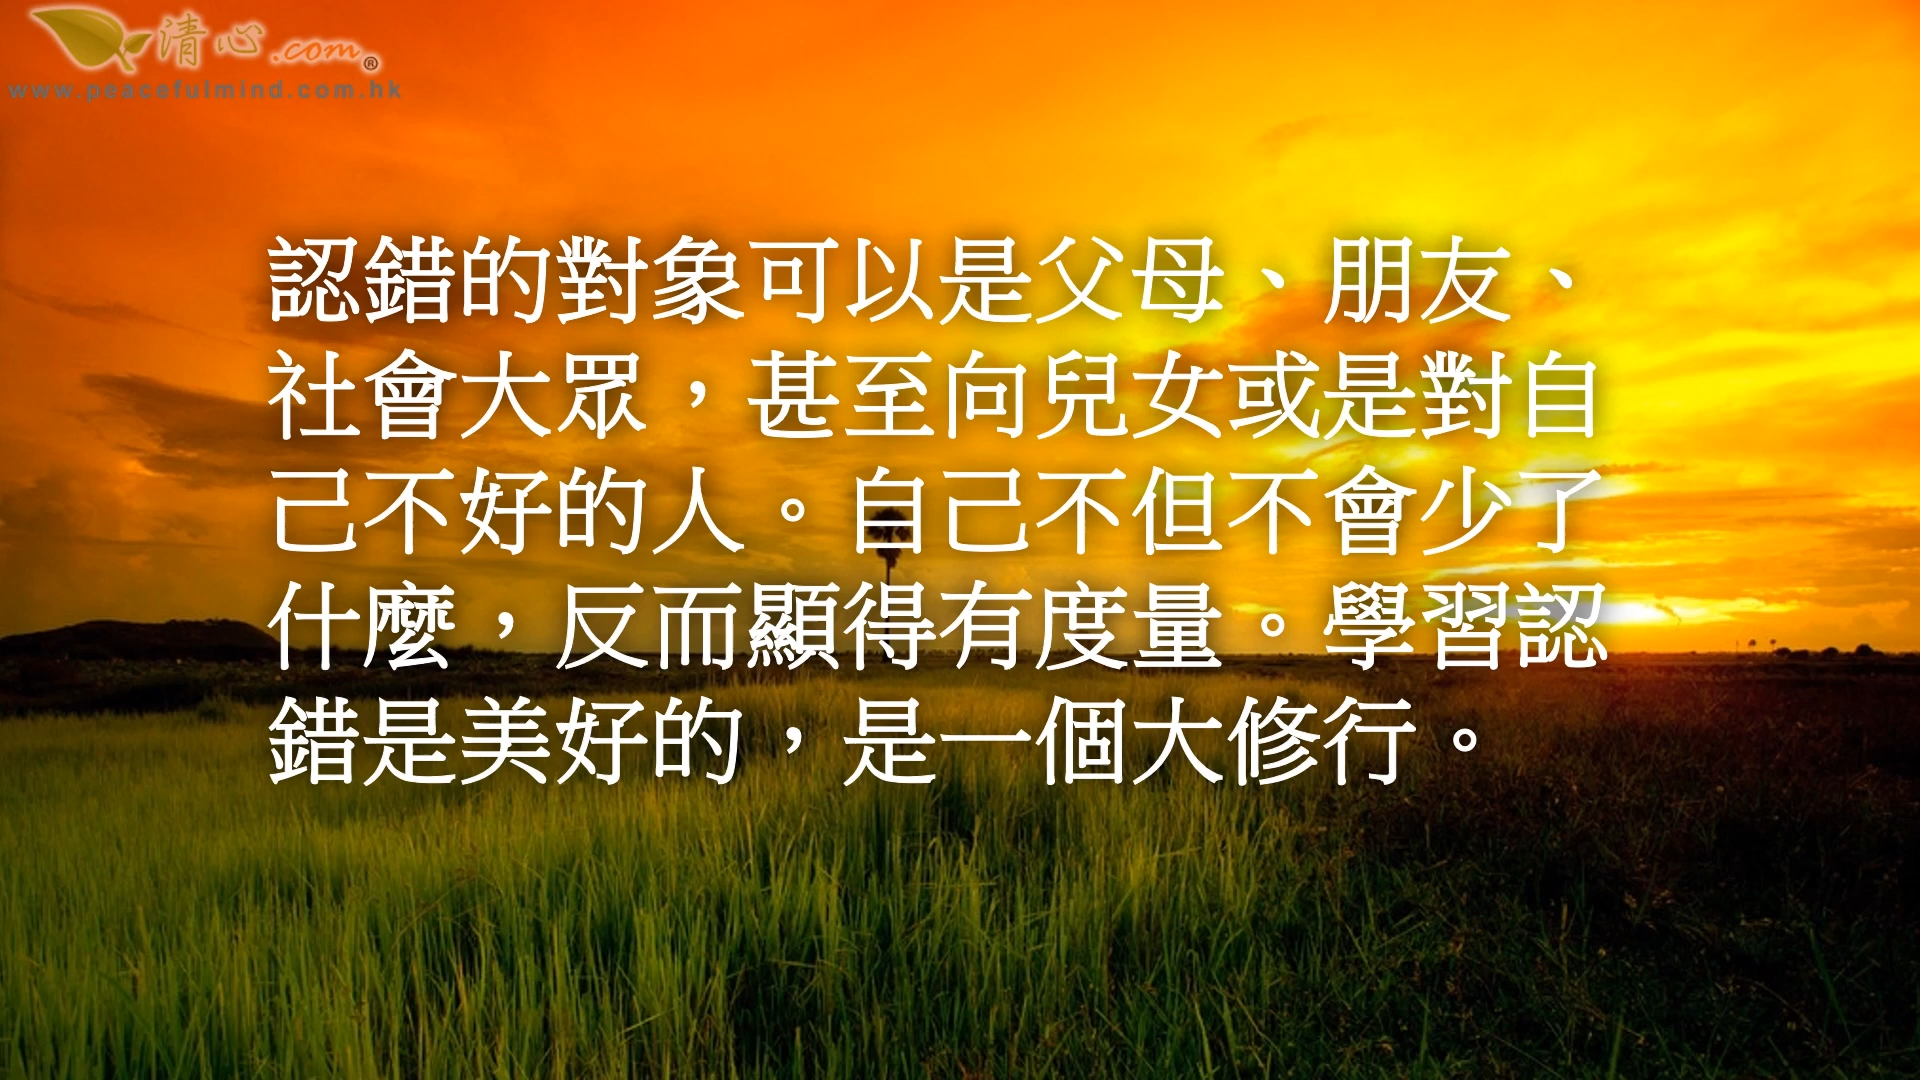 清心.com®
www.peacefulmind.com.hk
認錯的對象可以是父母、朋友、
社會大眾，甚至向兒女或是對自
己不好的人。自己不但不會少了
什麼，反而顯得有度量。學習認
錯是美好的，是一個大修行。